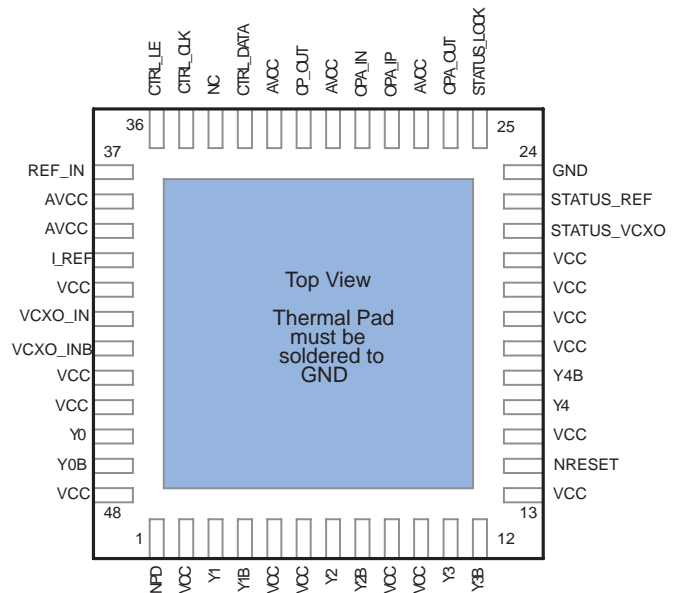 CTRL_LE
CTRL_CLK
NC
CTRL_DATA
AVCC
CP_OUT
AVCC
OPA_IN
OPA_IP
AVCC
OPA_OUT
STATUS_LOCK
36
25
37
24
REF_IN
AVCC
AVCC
I_REF
VCC
VCXO_IN
VCXO_INB
VCC
VCC
Y0
Y0B
VCC
Top View
Thermal Pad
must be
soldered to
GND
GND
STATUS_REF
STATUS_VCXO
VCC
VCC
VCC
VCC
Y4B
Y4
VCC
NRESET
VCC
48
13
1
12
NPD
VCC
Y1
Y1B
VCC
VCC
Y2
Y2B
VCC
VCC
Y3
Y3B